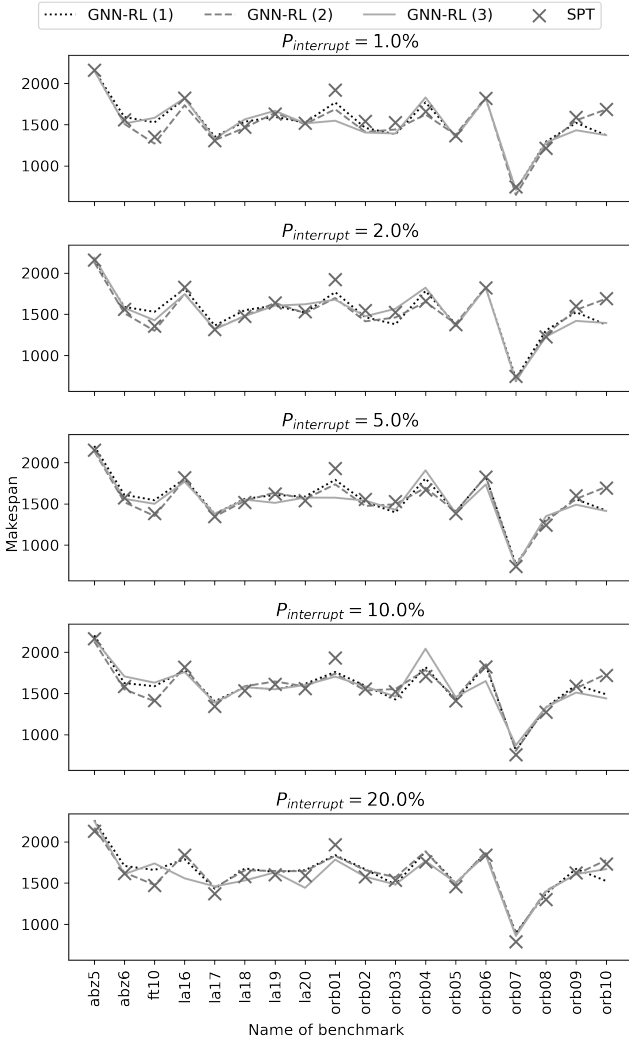 GNN-RL (1) GNN-RL (2) GNN-RL (3) SPT
P_interrupt = 1.0%
2000
1500
1000
P_interrupt = 2.0%
2000
1500
1000
P_interrupt = 5.0%
2000
1500
1000
Makespan
P_interrupt = 10.0%
2000
1500
1000
P_interrupt = 20.0%
2000
1500
1000
abz5 abz6 ft10 la16 la17 la18 la19 la20 orb01 orb02 orb03 orb04 orb05 orb06 orb07 orb08 orb09 orb10
Name of benchmark